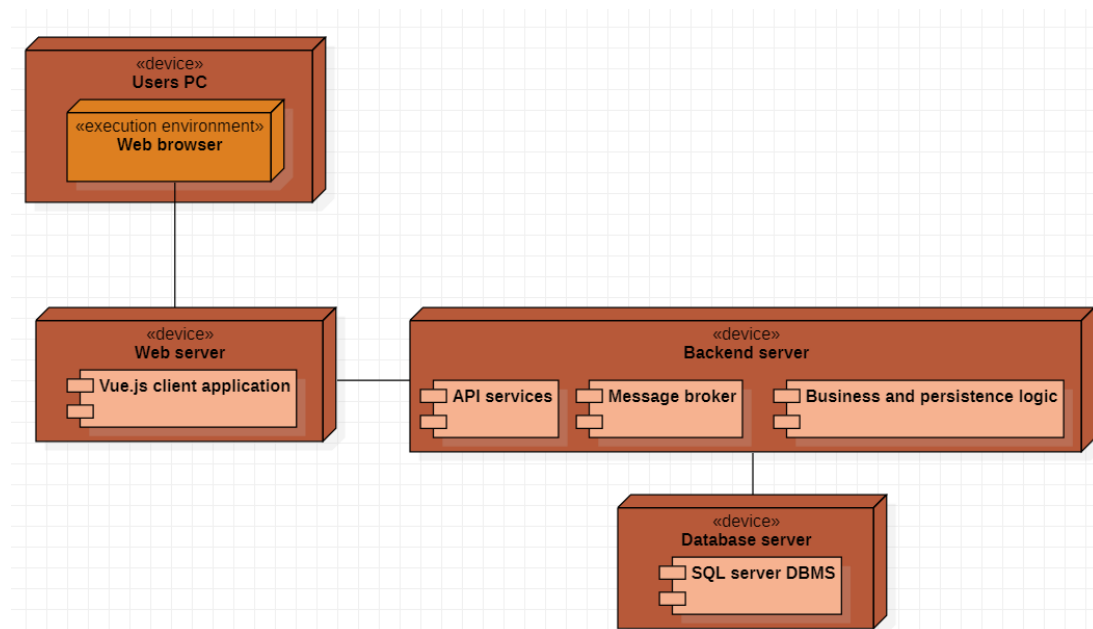 «device»
Users PC
«execution environment»
Web browser
«device»
Web server
Vue.js client application
«device»
Backend server
API services
Message broker
Business and persistence logic
«device»
Database server
SQL server DBMS